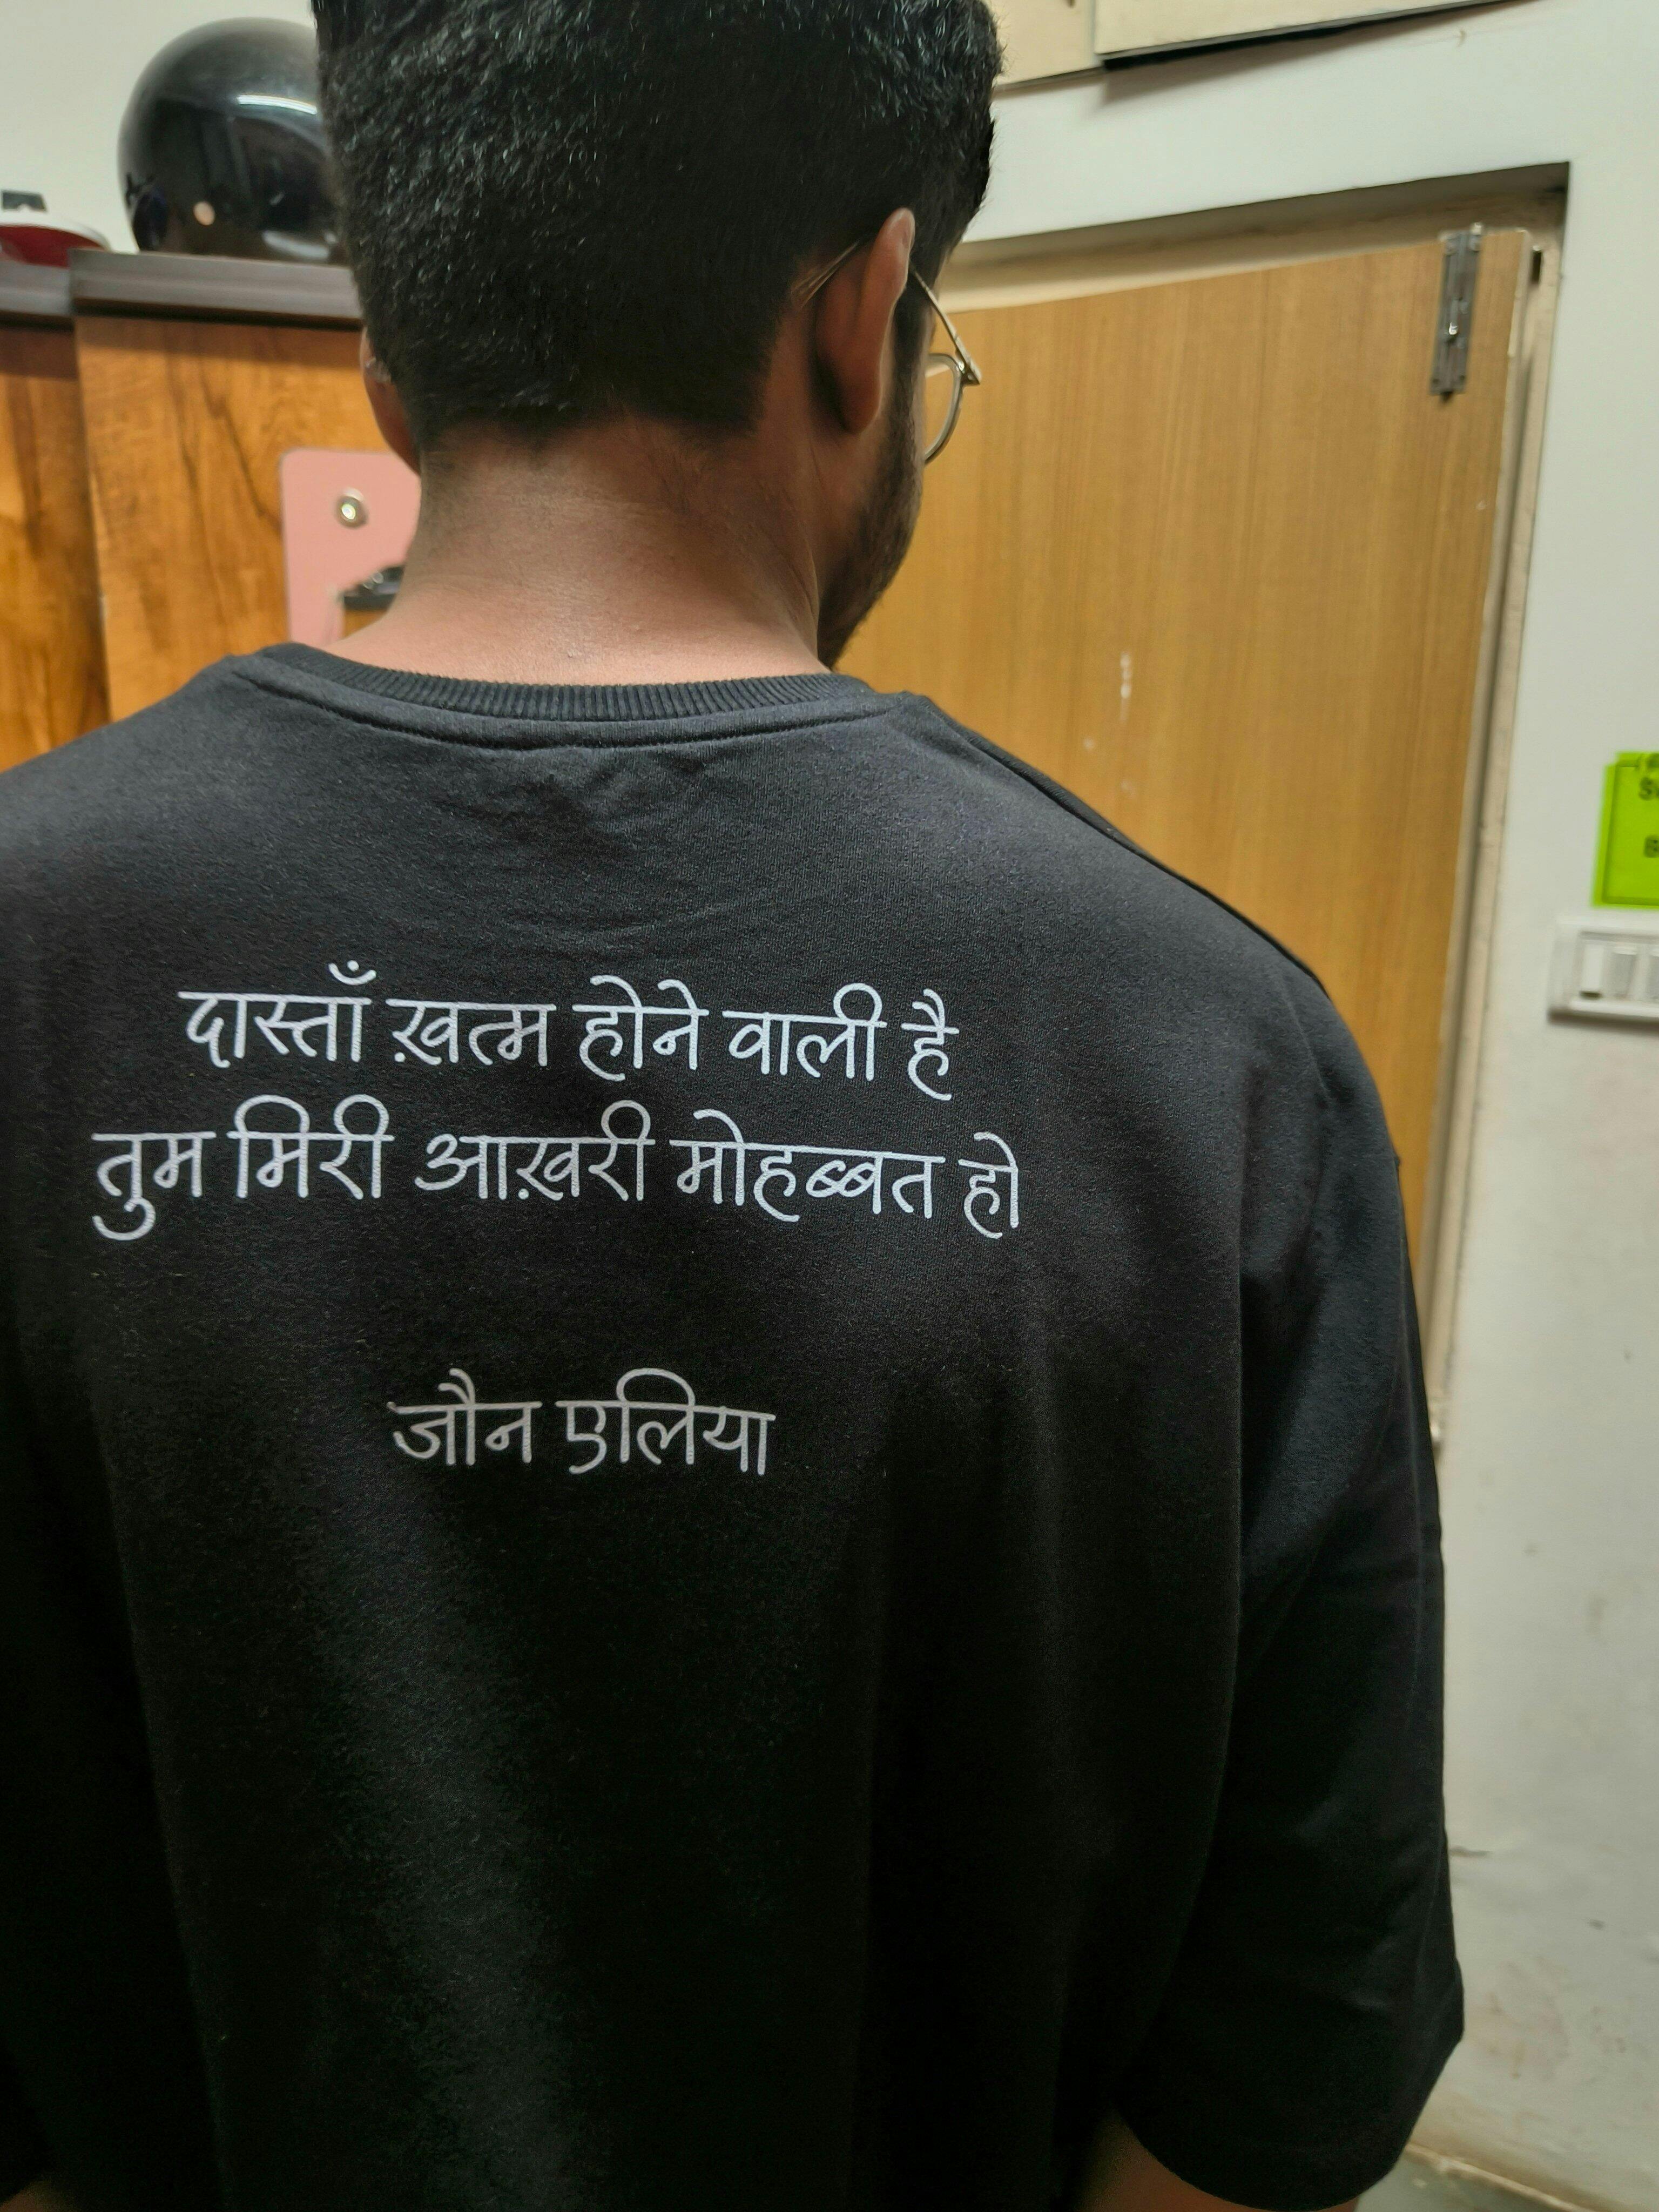 दास्ताँ ख़त्म होने वाली है
तुम मिरी आख़री मोहब्बत हो
जौन एलिया